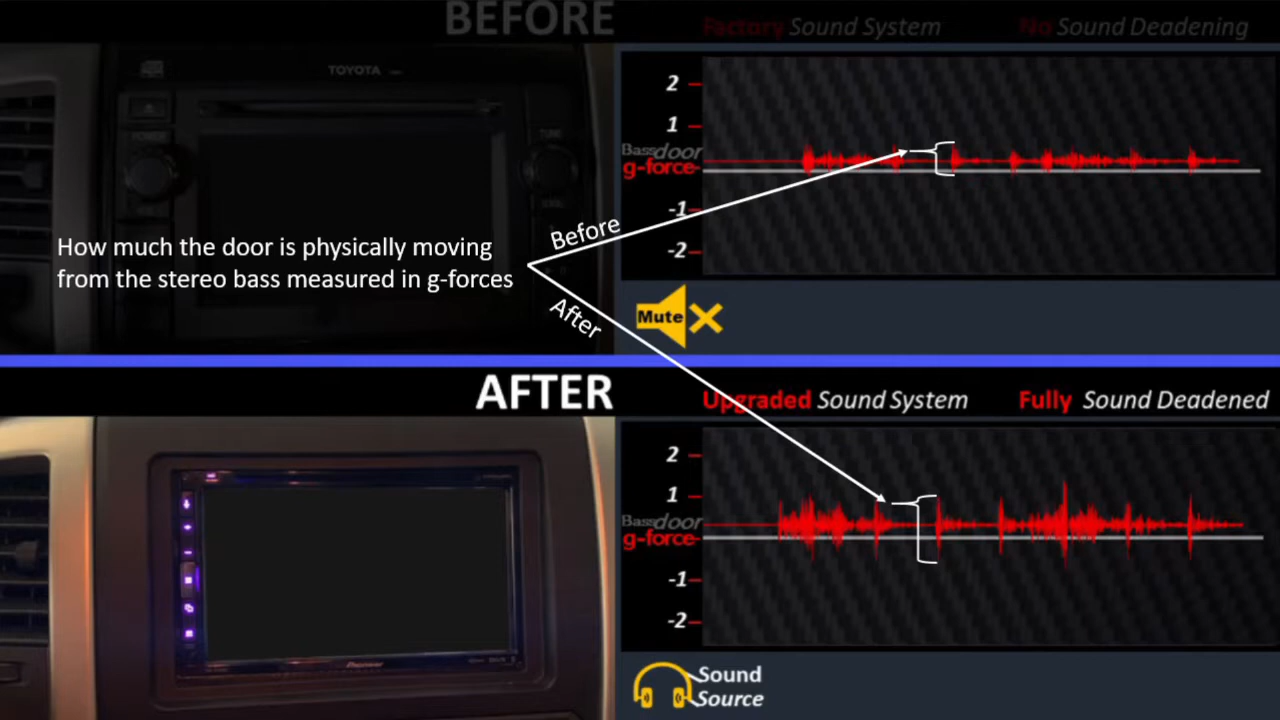 BEFORE
Factory Sound System
No Sound Deadening
TOYOTA
2
1
Bass door
g-force-
-1
-2
How much the door is physically moving
from the stereo bass measured in g-forces
Before
After
Mute
AFTER
Upgraded Sound System
Fully Sound Deadened
2
1
Bass door
g-force-
-1
-2
Pioneer
Sound
Source